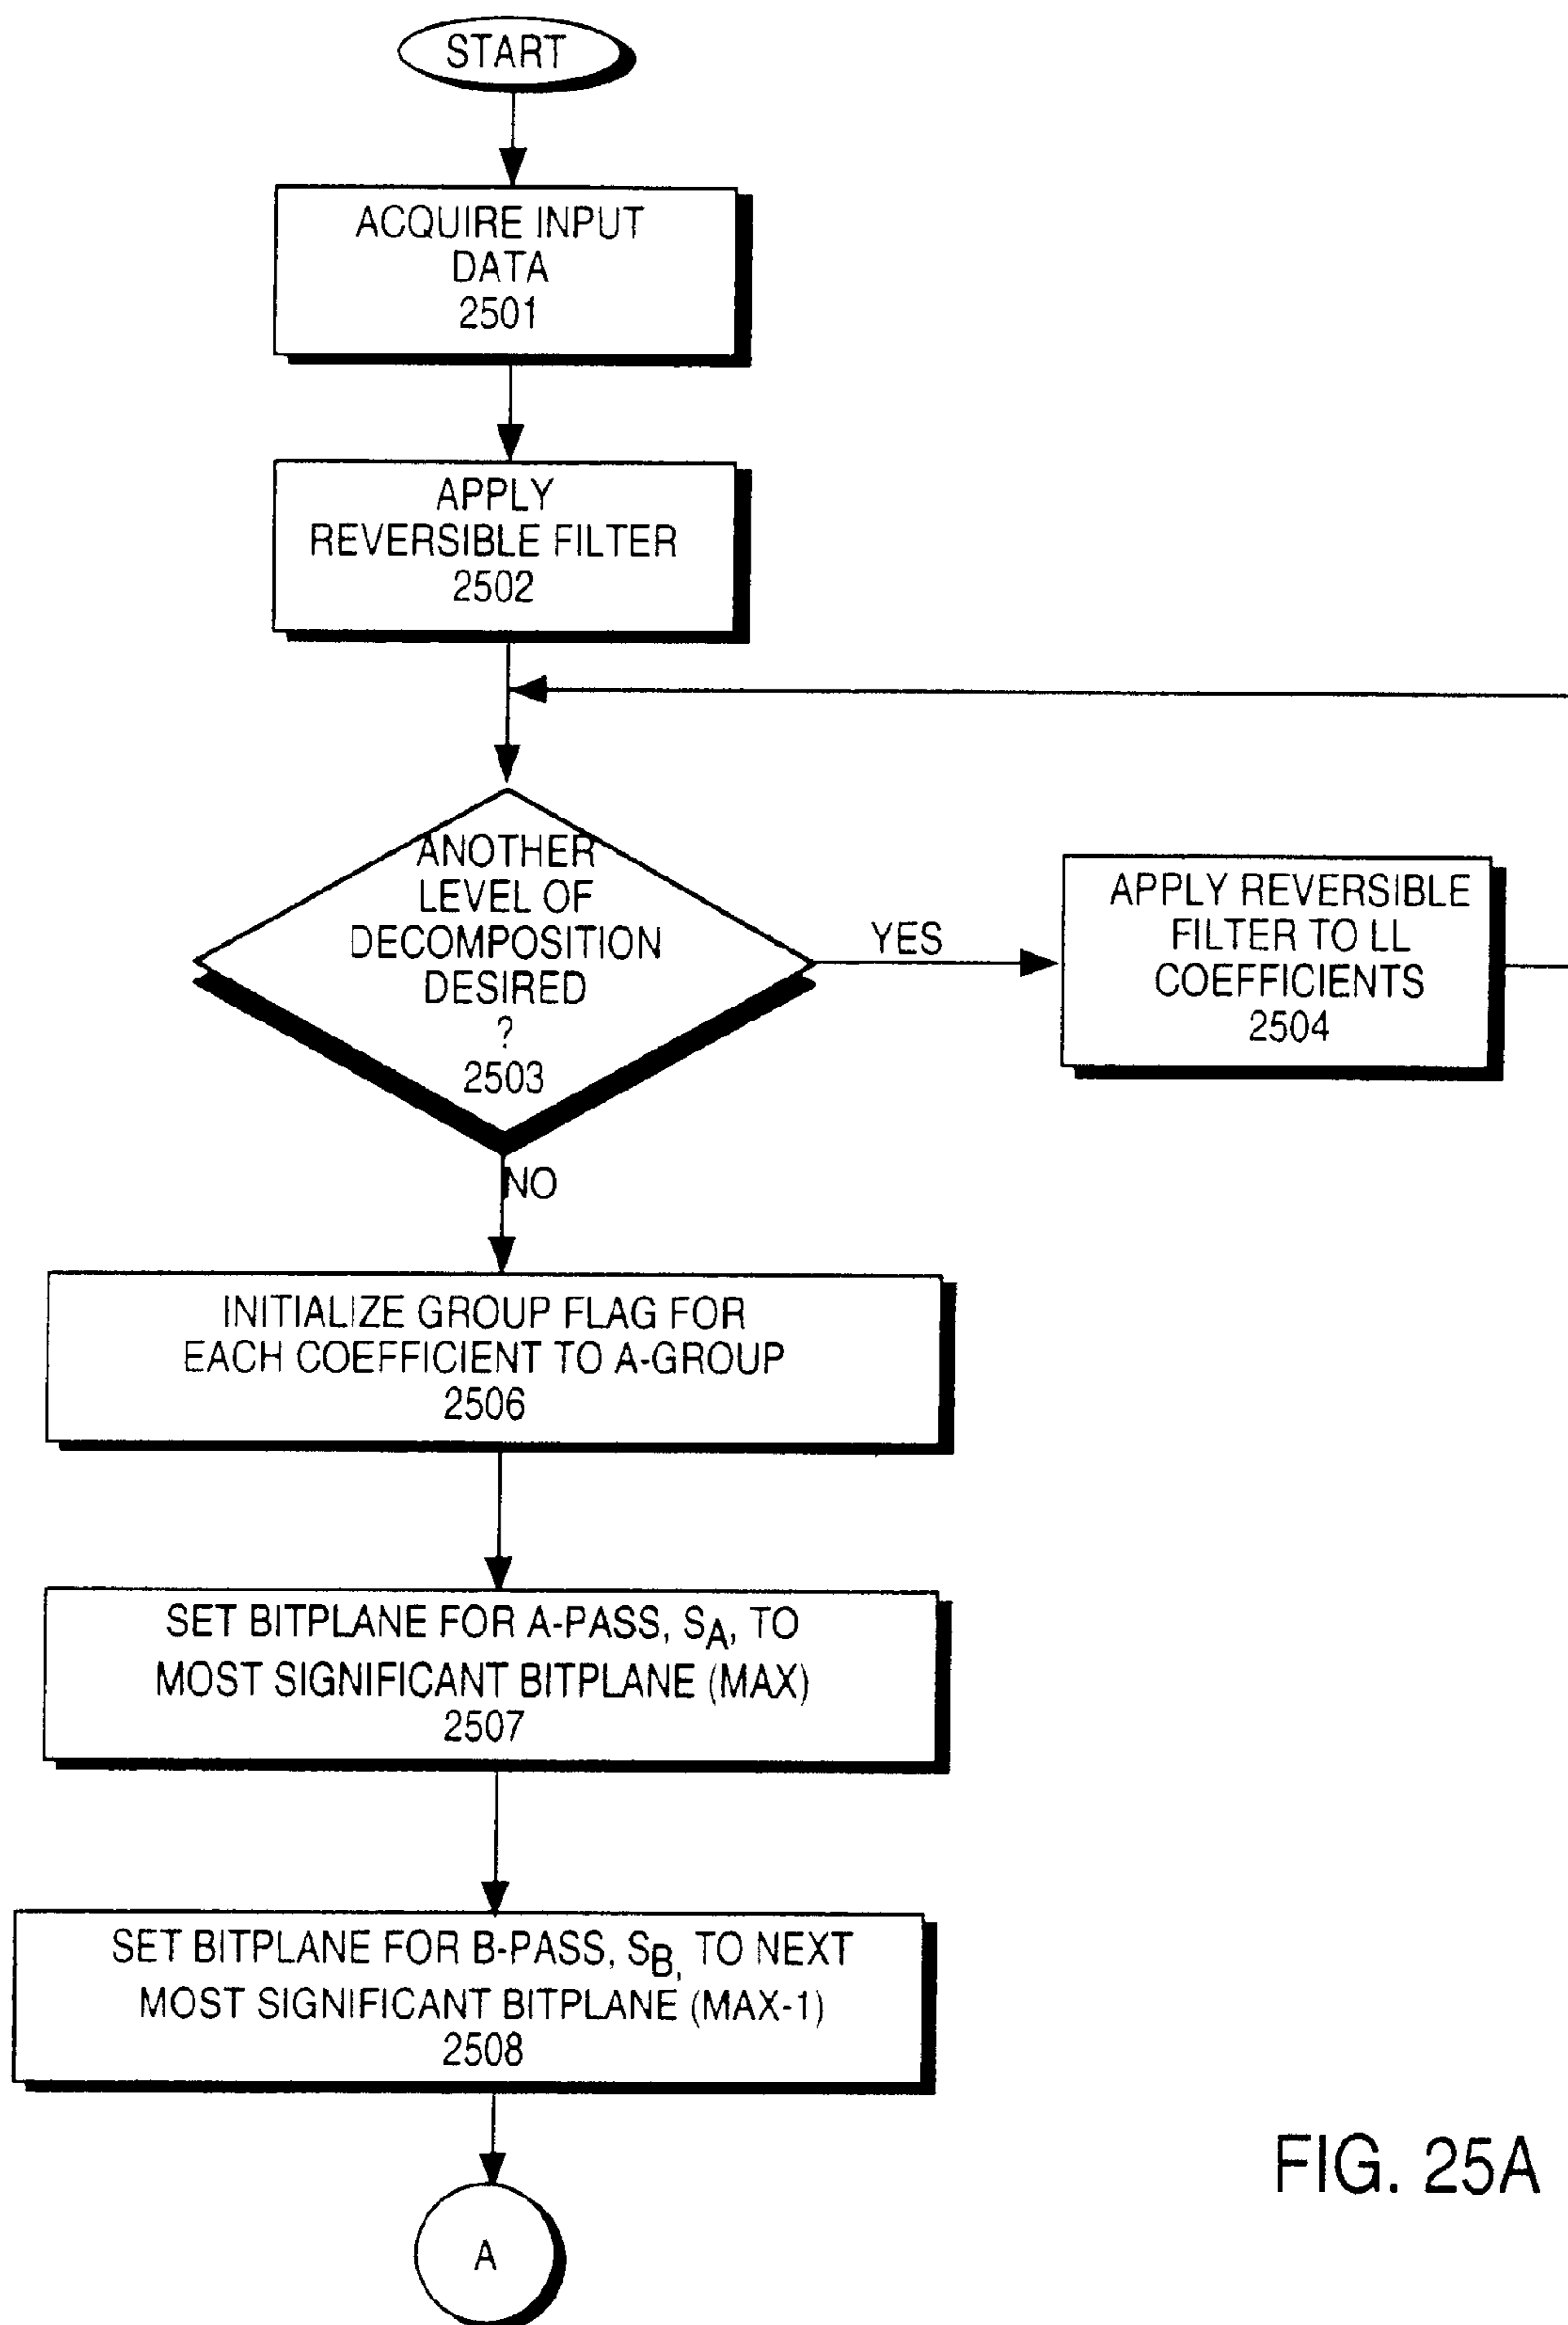 START
ACQUIRE INPUT
DATA
2501
APPLY
REVERSIBLE FILTER
2502
ANOTHER
LEVEL OF
DECOMPOSITION
DESIRED
?
2503
YES
APPLY REVERSIBLE
FILTER TO LL
COEFFICIENTS
2504
NO
INITIALIZE GROUP FLAG FOR
EACH COEFFICIENT TO A-GROUP
2506
SET BITPLANE FOR A-PASS, SA, TO
MOST SIGNIFICANT BITPLANE (MAX)
2507
SET BITPLANE FOR B-PASS, SB, TO NEXT
MOST SIGNIFICANT BITPLANE (MAX-1)
2508
A
FIG. 25A